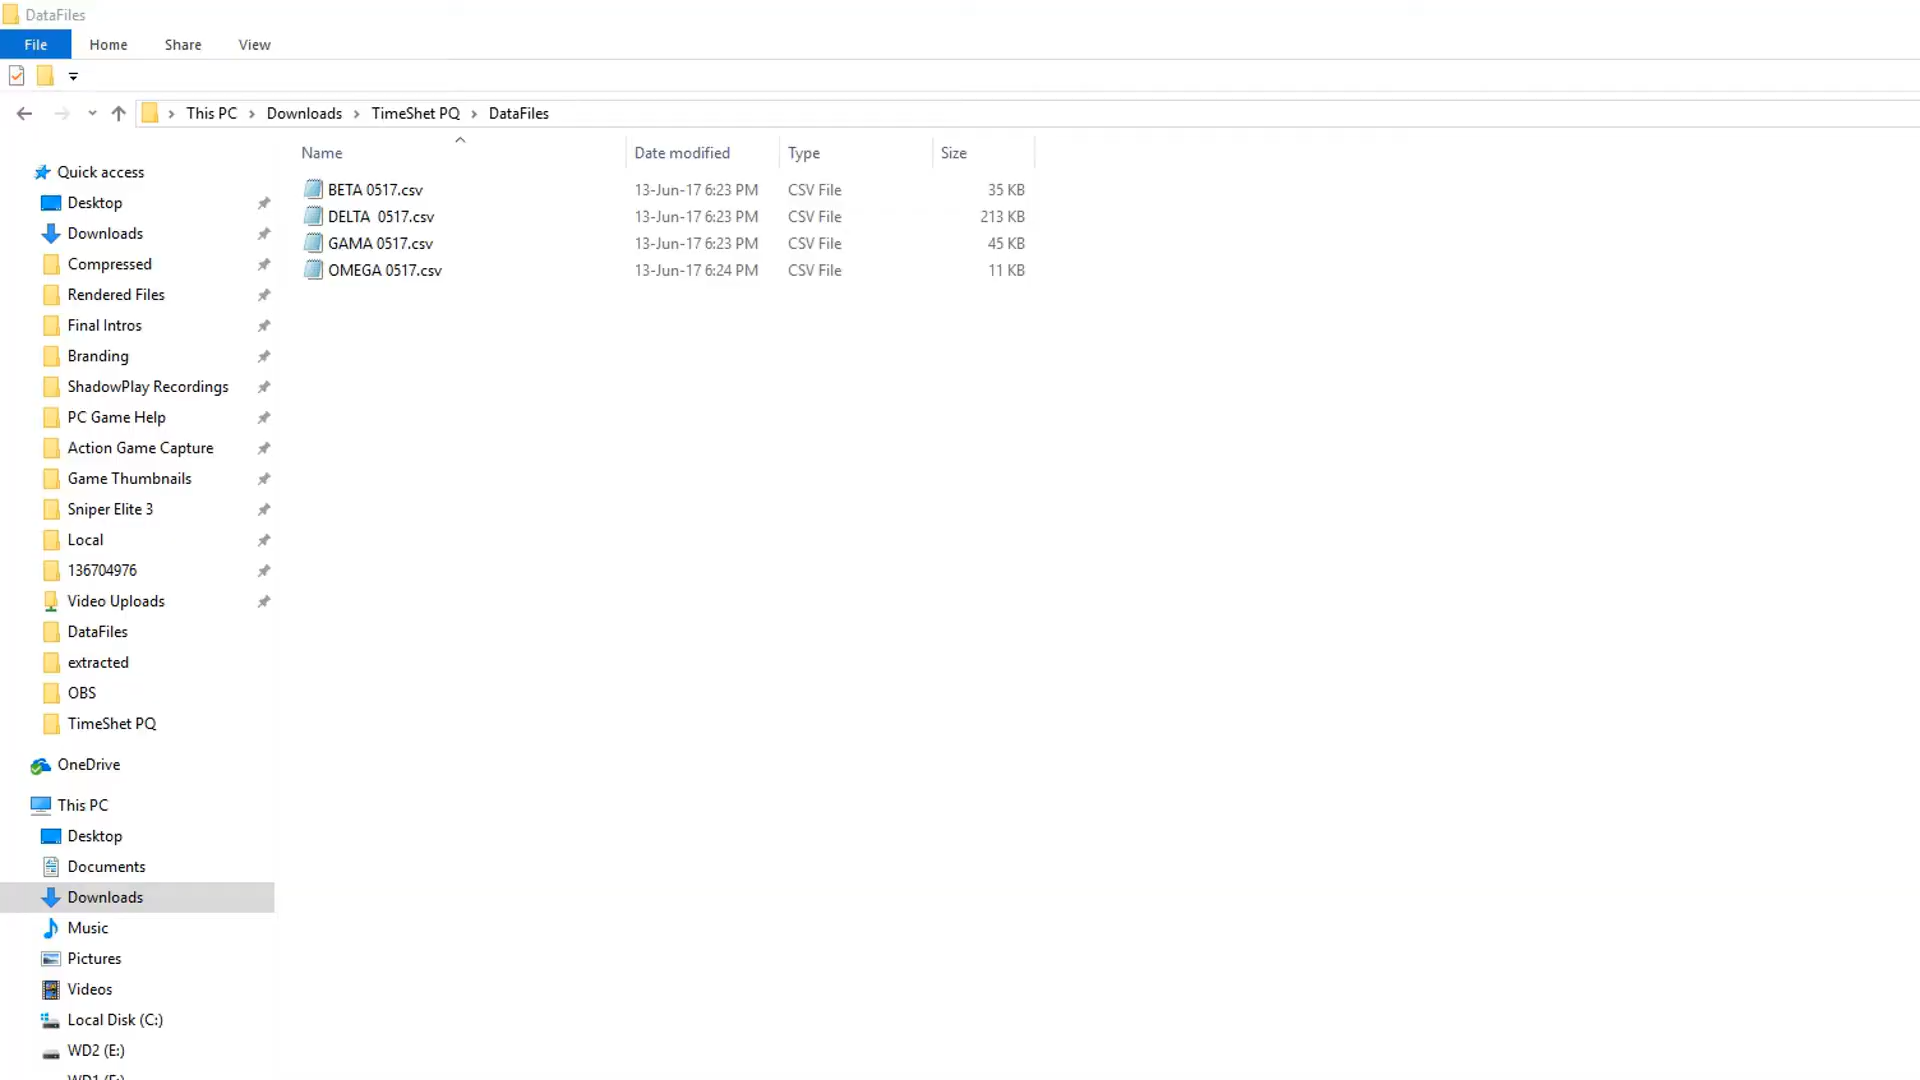 DataFiles
File Home Share View
This PC Downloads TimeShet PQ DataFiles
Name Date modified Type Size
BETA 0517.csv 13-Jun-17 6:23 PM CSV File 35 KB
DELTA  0517.csv 13-Jun-17 6:23 PM CSV File 213 KB
GAMA 0517.csv 13-Jun-17 6:23 PM CSV File 45 KB
OMEGA 0517.csv 13-Jun-17 6:24 PM CSV File 11 KB
Quick access
Desktop
Downloads
Compressed
Rendered Files
Final Intros
Branding
ShadowPlay Recordings
PC Game Help
Action Game Capture
Game Thumbnails
Sniper Elite 3
Local
136704976
Video Uploads
DataFiles
extracted
OBS
TimeShet PQ
OneDrive
This PC
Desktop
Documents
Downloads
Music
Pictures
Videos
Local Disk (C:)
WD2 (E:)